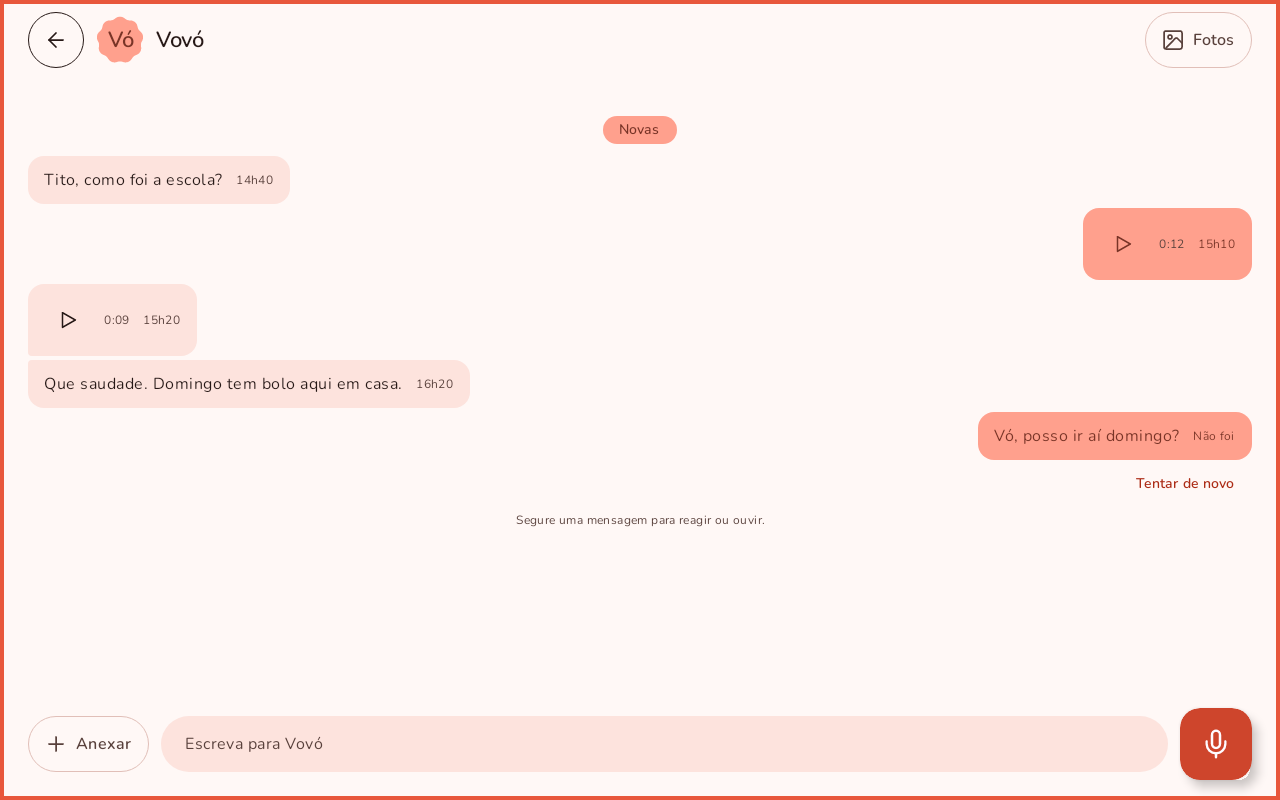 Vó Vovó Fotos
Novas
Tito, como foi a escola? 14h40
0:12 15h10
0:09 15h20
Que saudade. Domingo tem bolo aqui em casa. 16h20
Vó, posso ir aí domingo? Não foi
Tentar de novo
Segure uma mensagem para reagir ou ouvir.
Anexar Escreva para Vovó